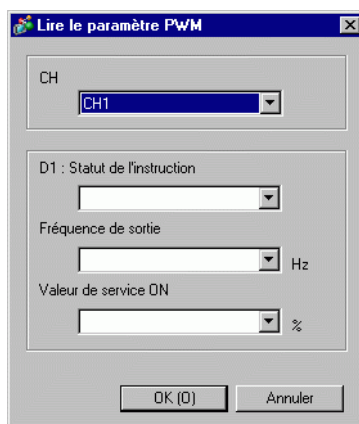 Lire le paramètre PWM
CH
CH1
D1 : Statut de l'instruction
Fréquence de sortie
Hz
Valeur de service ON
%
OK (O)
Annuler